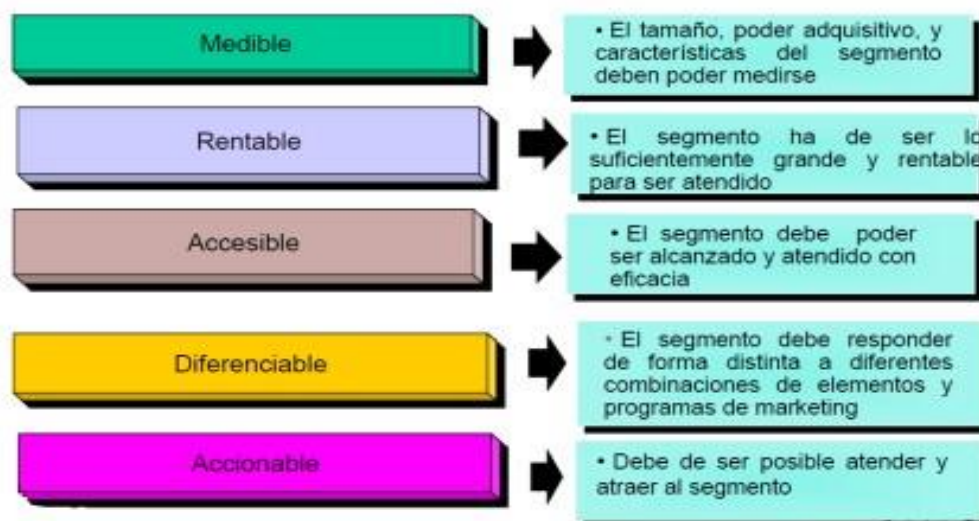 Medible
• El tamaño, poder adquisitivo, y
características del segmento
deben poder medirse
Rentable
• El segmento ha de ser lo
suficientemente grande y rentable
para ser atendido
Accesible
• El segmento debe poder
ser alcanzado y atendido con
eficacia
Diferenciable
• El segmento debe responder
de forma distinta a diferentes
combinaciones de elementos y
programas de marketing
Accionable
• Debe de ser posible atender y
atraer al segmento